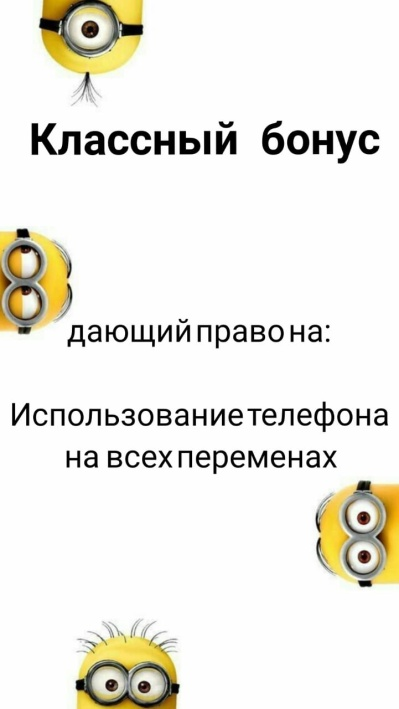 Классный бонус
дающий право на:
Использование телефона
на всех переменах